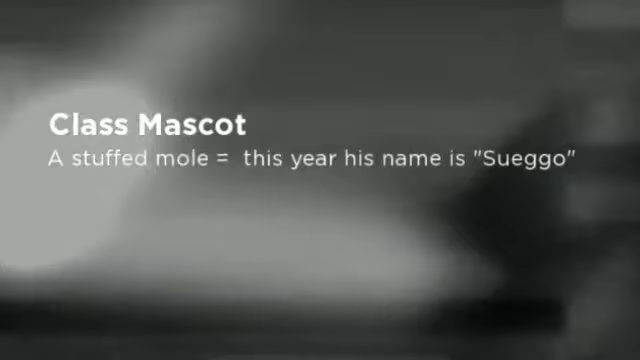 Class Mascot
A stuffed mole = this year his name is "Sueggo"